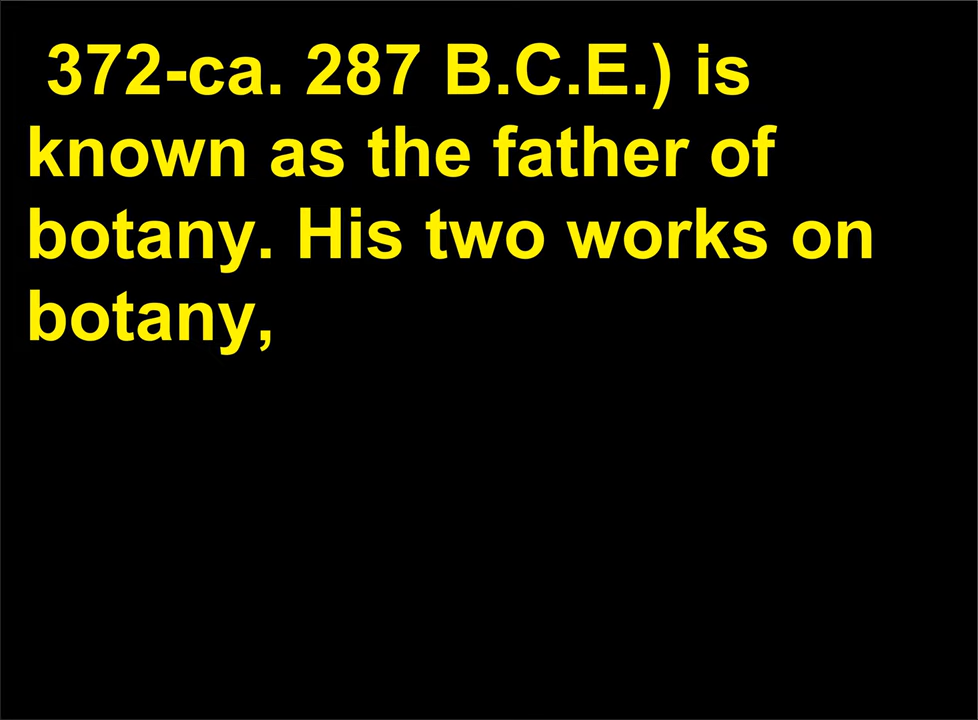 372-ca. 287 B.C.E.) is
known as the father of
botany. His two works on
botany,